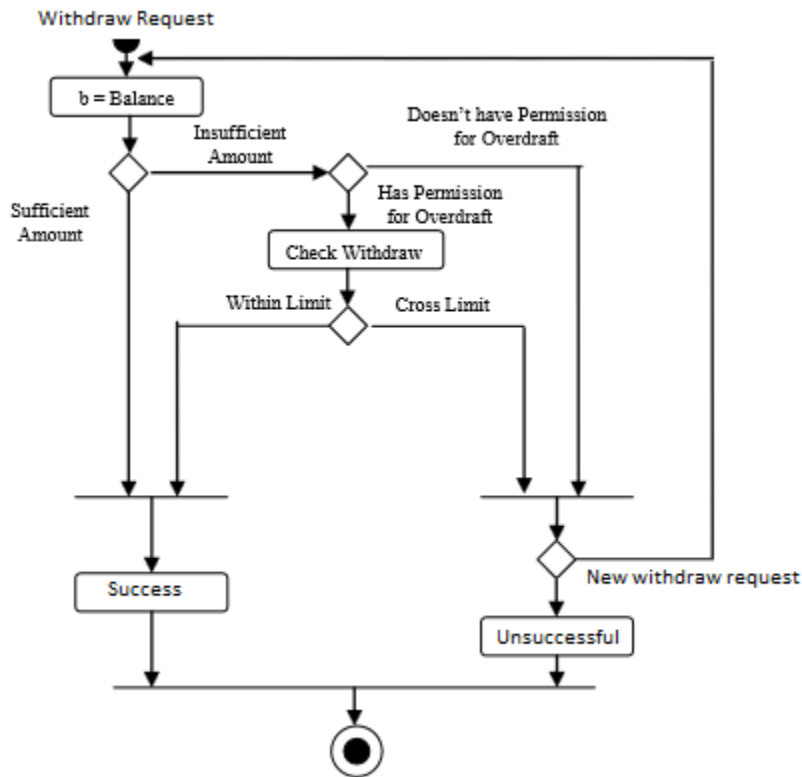 Withdraw Request
b = Balance
Insufficient
Amount
Doesn't have Permission
for Overdraft
Sufficient
Amount
Has Permission
for Overdraft
Check Withdraw
Within Limit
Cross Limit
New withdraw request
Success
Unsuccessful